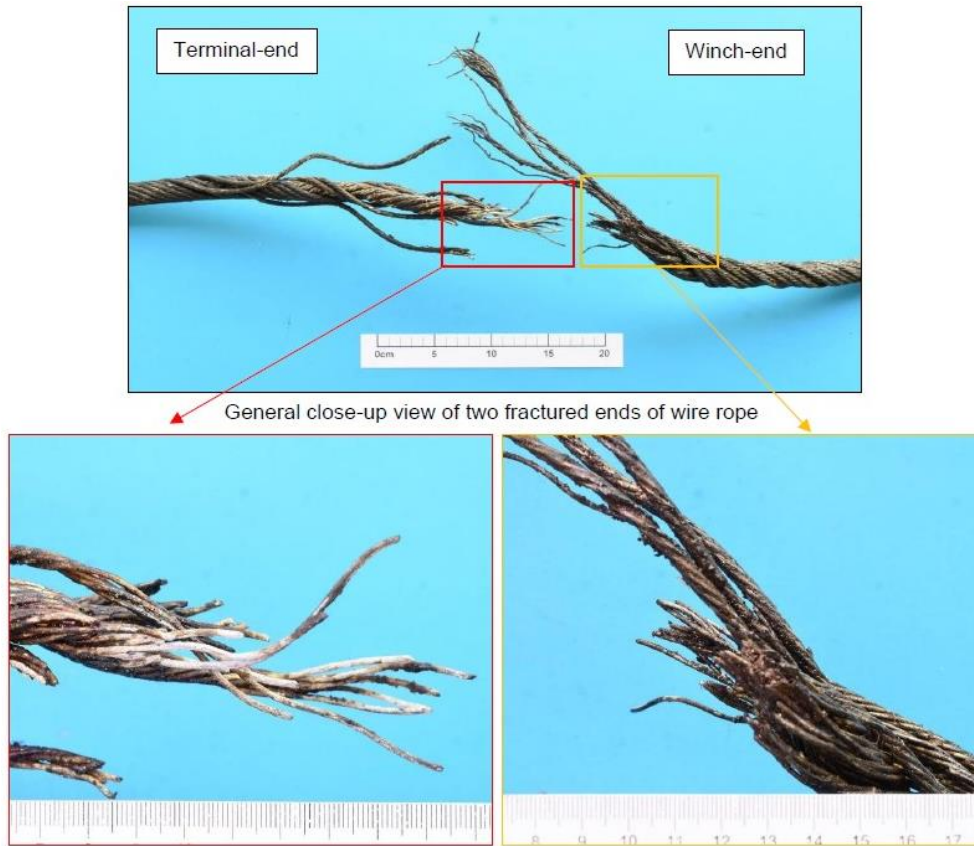 Terminal-end
Winch-end
0cm 5 10 15 20
General close-up view of two fractured ends of wire rope
8 9 10 11 12 13 14 15 16 17